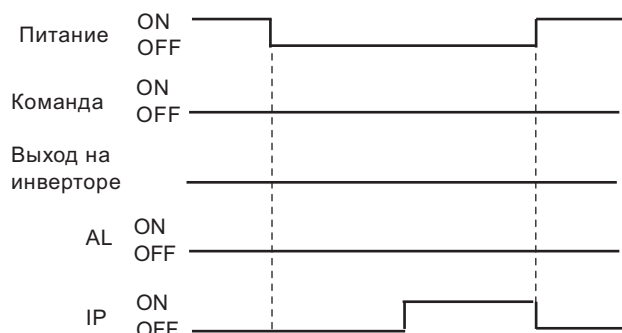 Питание ON
OFF
Команда ON
OFF
Выход на
инверторе
AL ON
OFF
IP ON
OFF